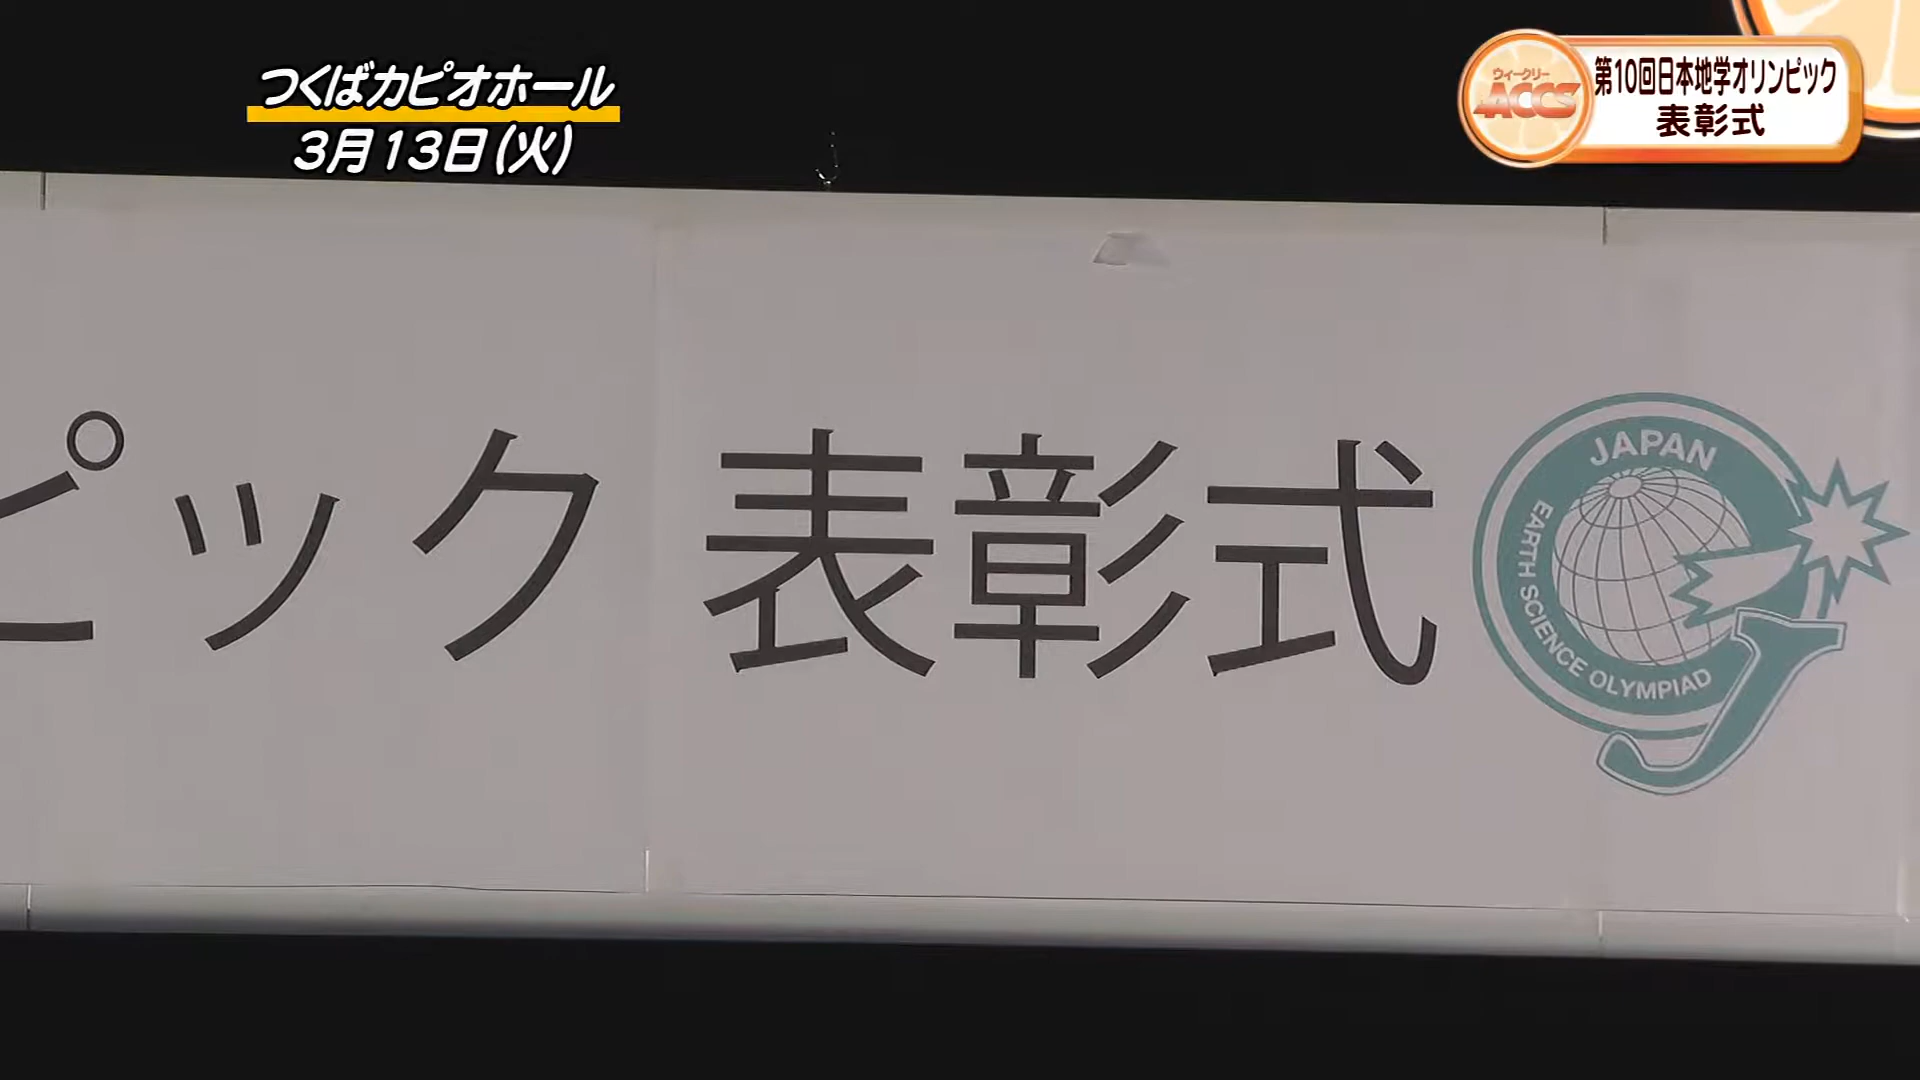 つくばカピオホール
3月13日(火)
ウィークリー
ACCS
第10回日本地学オリンピック
表彰式
ピック 表彰式
JAPAN
EARTH SCIENCE OLYMPIAD
J